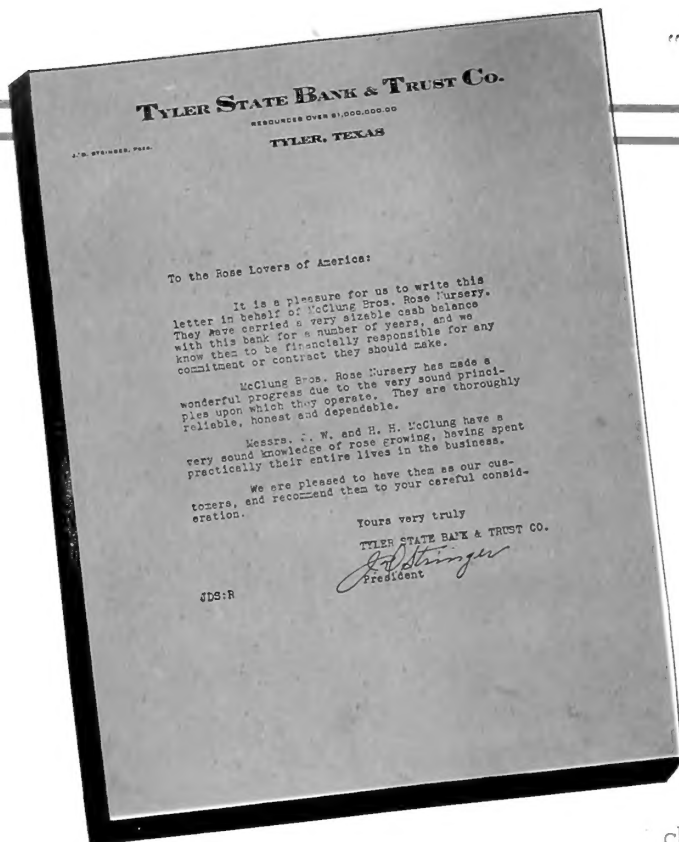 TYLER STATE BANK & TRUST CO.
RESOURCES OVER $1,000,000.00
TYLER, TEXAS
J. D. STRINGER, PRES.
To the Rose Lovers of America:
It is a pleasure for us to write this
letter in behalf of McClung Bros. Rose Nursery.
They have carried a very sizable cash balance
with this bank for a number of years, and we
know them to be financially responsible for any
commitment or contract they should make.
McClung Bros. Rose Nursery has made a
wonderful progress due to the very sound princi-
ples upon which they operate. They are thoroughly
reliable, honest and dependable.
Messrs. W. and H. H. McClung have a
very sound knowledge of rose growing, having spent
practically their entire lives in the business.
We are pleased to have them as our cus-
tomers, and recommend them to your careful consid-
eration.
Yours very truly
TYLER STATE BANK & TRUST CO.
J D Stringer
President
JDS:R